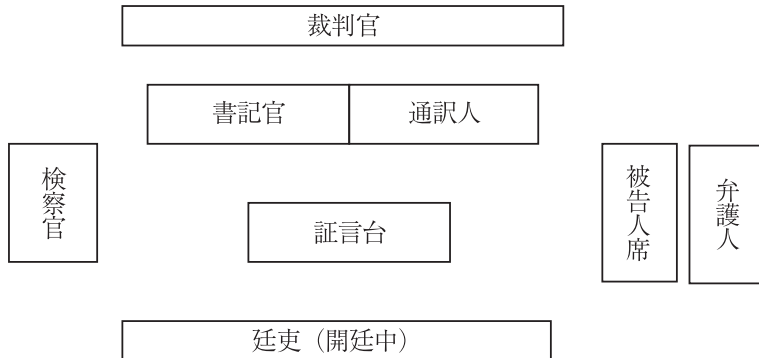 裁判官
書記官
通訳人
検察官
証言台
被告人席
弁護人
廷吏（開廷中）